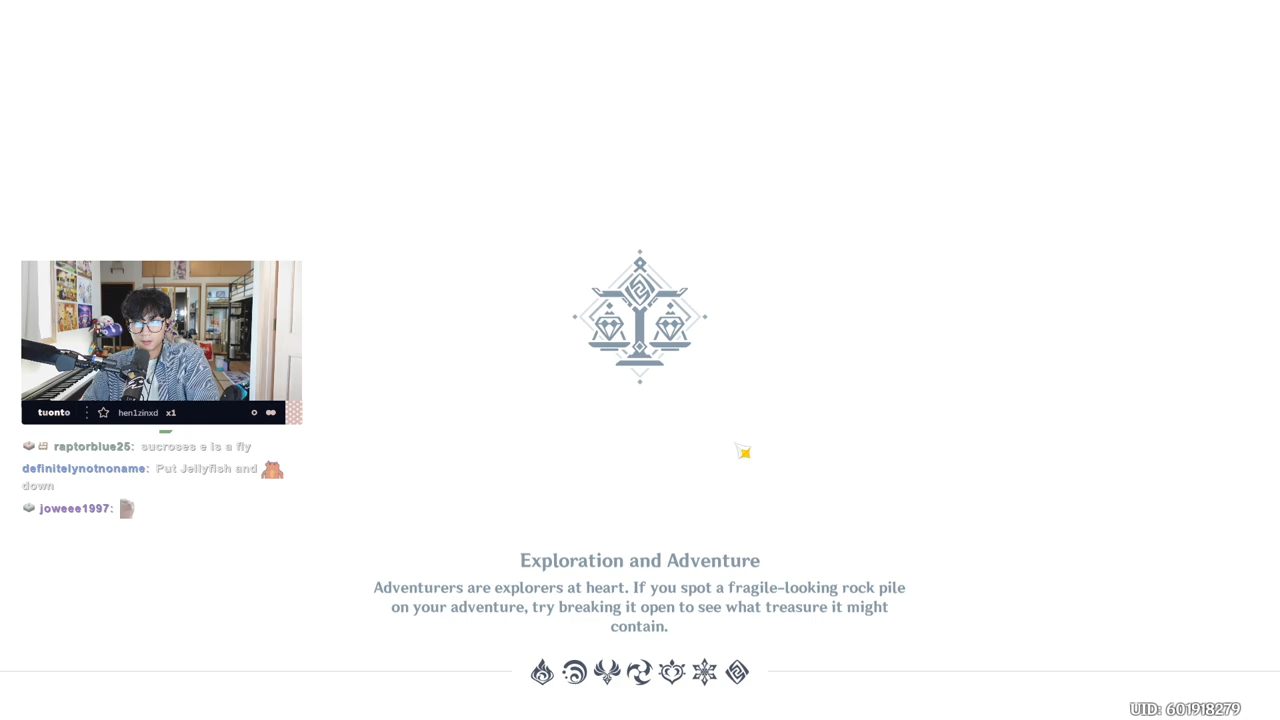 tuonto
hen1zinxd x1
raptorblue25: sucroses e is a fly
definitelynotnoname: Put Jellyfish and
down
joweee1997:
Exploration and Adventure
Adventurers are explorers at heart. If you spot a fragile-looking rock pile
on your adventure, try breaking it open to see what treasure it might
contain.
UID: 601918279